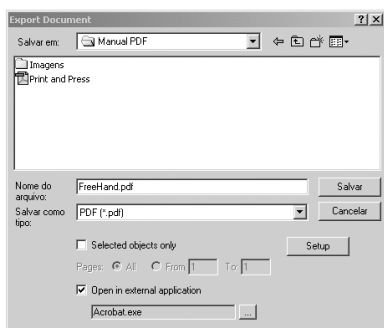 Export Document
Salvar em: Manual PDF
Imagens
Print and Press
Nome do arquivo: FreeHand.pdf Salvar
Salvar como tipo: PDF (*.pdf) Cancelar
Selected objects only Setup
Pages: All From 1 To: 1
Open in external application
Acrobat.exe ...